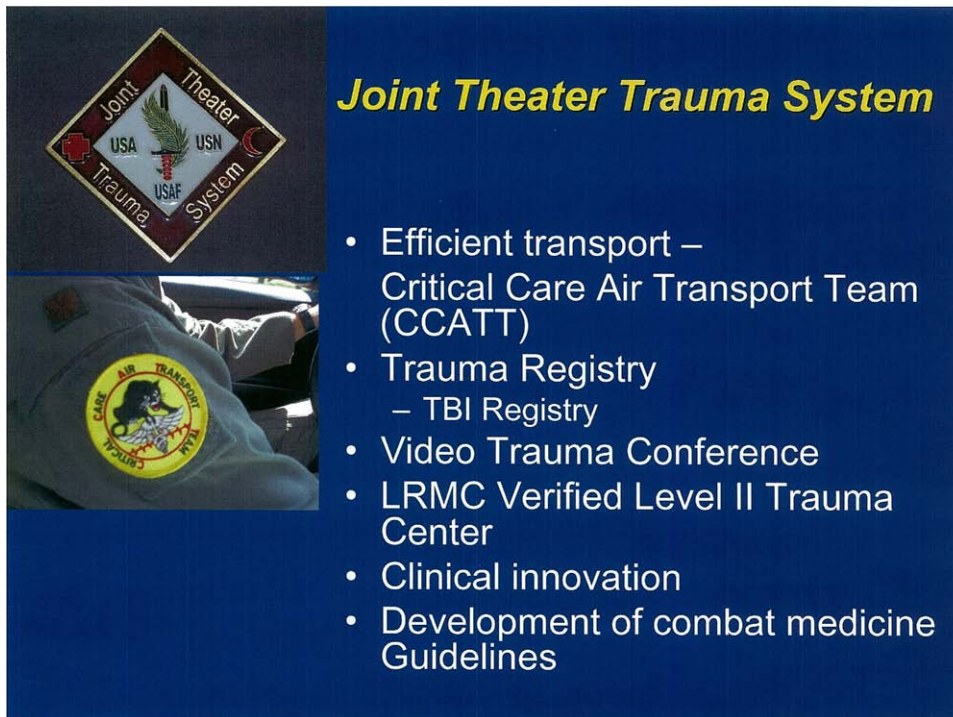 Joint Theater
USA USN
USAF
Trauma System
Joint Theater Trauma System
CRITICAL CARE AIR TRANSPORT TEAM
• Efficient transport –
Critical Care Air Transport Team
(CCATT)
• Trauma Registry
– TBI Registry
• Video Trauma Conference
• LRMC Verified Level II Trauma
Center
• Clinical innovation
• Development of combat medicine
Guidelines